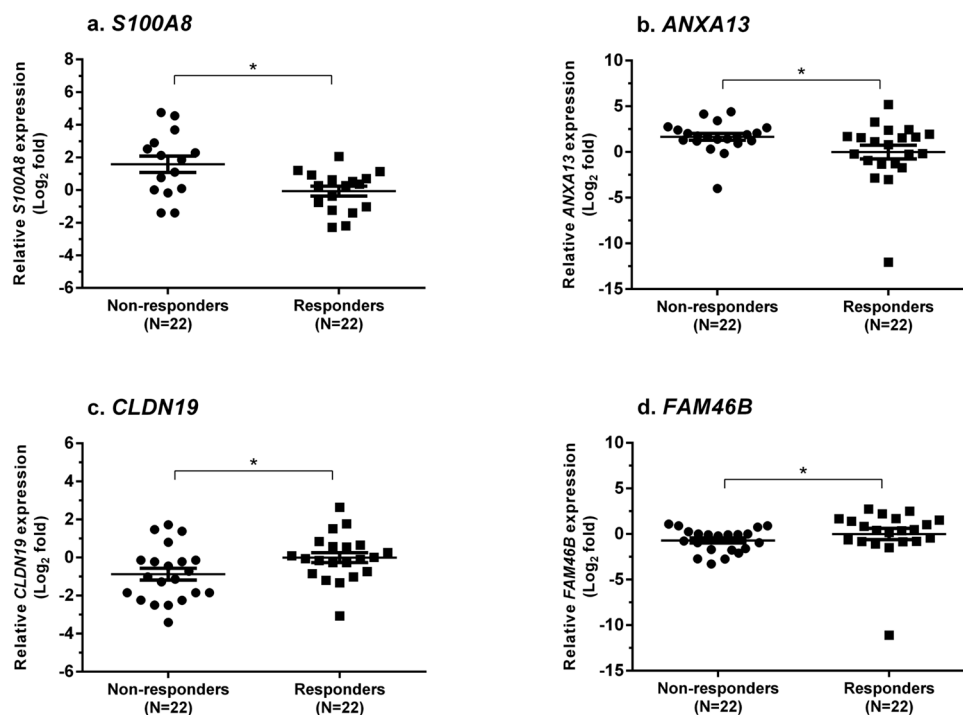 a. S100A8
*
Relative S100A8 expression
(Log2 fold)
8
6
4
2
0
-2
-4
-6
Non-responders
(N=22)
Responders
(N=22)
b. ANXA13
*
Relative ANXA13 expression
(Log2 fold)
10
5
0
-5
-10
-15
Non-responders
(N=22)
Responders
(N=22)
c. CLDN19
*
Relative CLDN19 expression
(Log2 fold)
6
4
2
0
-2
-4
-6
Non-responders
(N=22)
Responders
(N=22)
d. FAM46B
*
Relative FAM46B expression
(Log2 fold)
10
5
0
-5
-10
-15
Non-responders
(N=22)
Responders
(N=22)